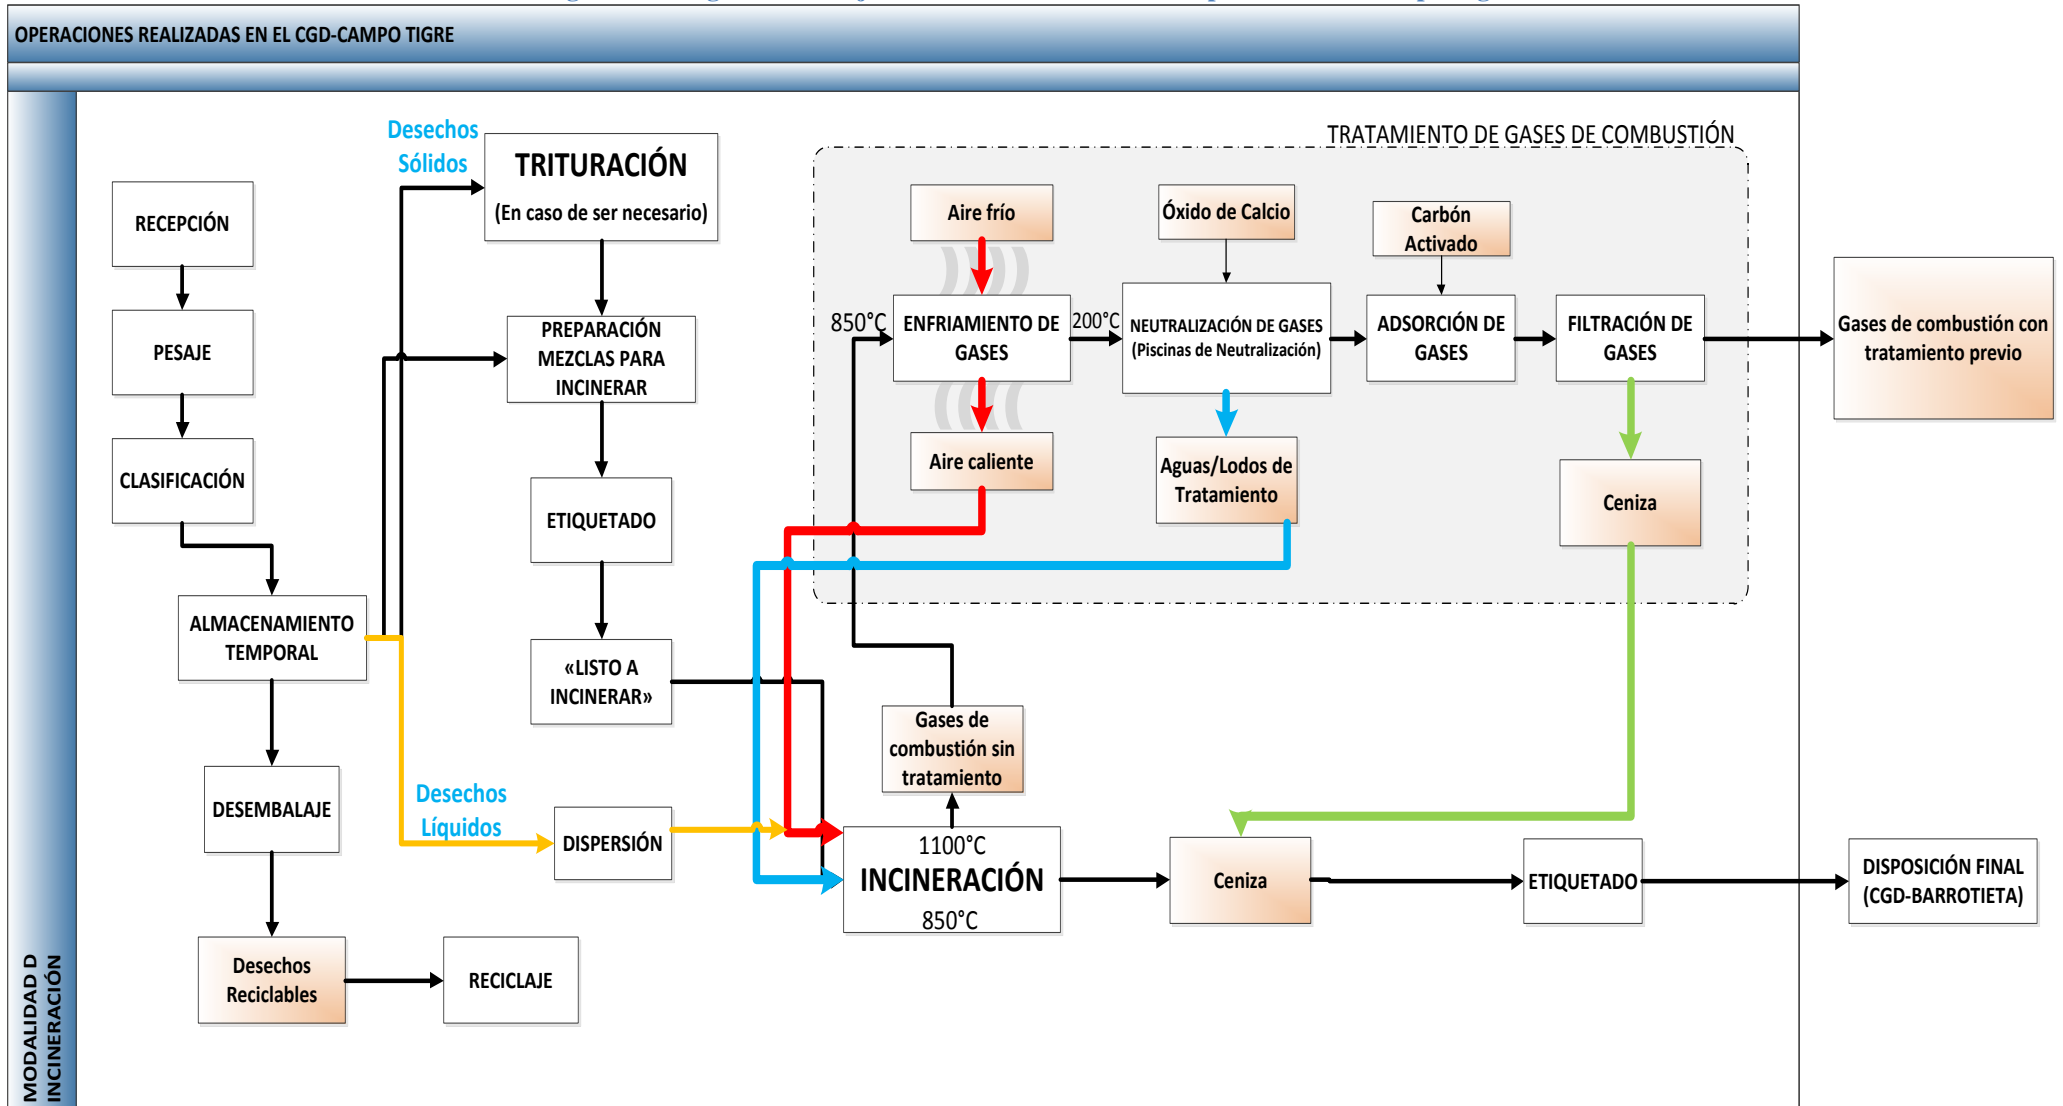 OPERACIONES REALIZADAS EN EL CGD-CAMPO TIGRE
MODALIDAD D
INCINERACIÓN
RECEPCIÓN
PESAJE
CLASIFICACIÓN
ALMACENAMIENTO
TEMPORAL
DESEMBALAJE
Desechos
Reciclables
RECICLAJE
Desechos
Sólidos
TRITURACIÓN
(En caso de ser necesario)
PREPARACIÓN
MEZCLAS PARA
INCINERAR
ETIQUETADO
«LISTO A
INCINERAR»
Desechos
Líquidos
DISPERSIÓN
TRATAMIENTO DE GASES DE COMBUSTIÓN
Aire frío
Óxido de Calcio
Carbón
Activado
850°C
ENFRIAMIENTO DE
GASES
200°C
NEUTRALIZACIÓN DE GASES
(Piscinas de Neutralización)
ADSORCIÓN DE
GASES
FILTRACIÓN DE
GASES
Gases de combustión con
tratamiento previo
Aire caliente
Aguas/Lodos de
Tratamiento
Ceniza
Gases de
combustión sin
tratamiento
1100°C
INCINERACIÓN
850°C
Ceniza
ETIQUETADO
DISPOSICIÓN FINAL
(CGD-BARROTIETA)